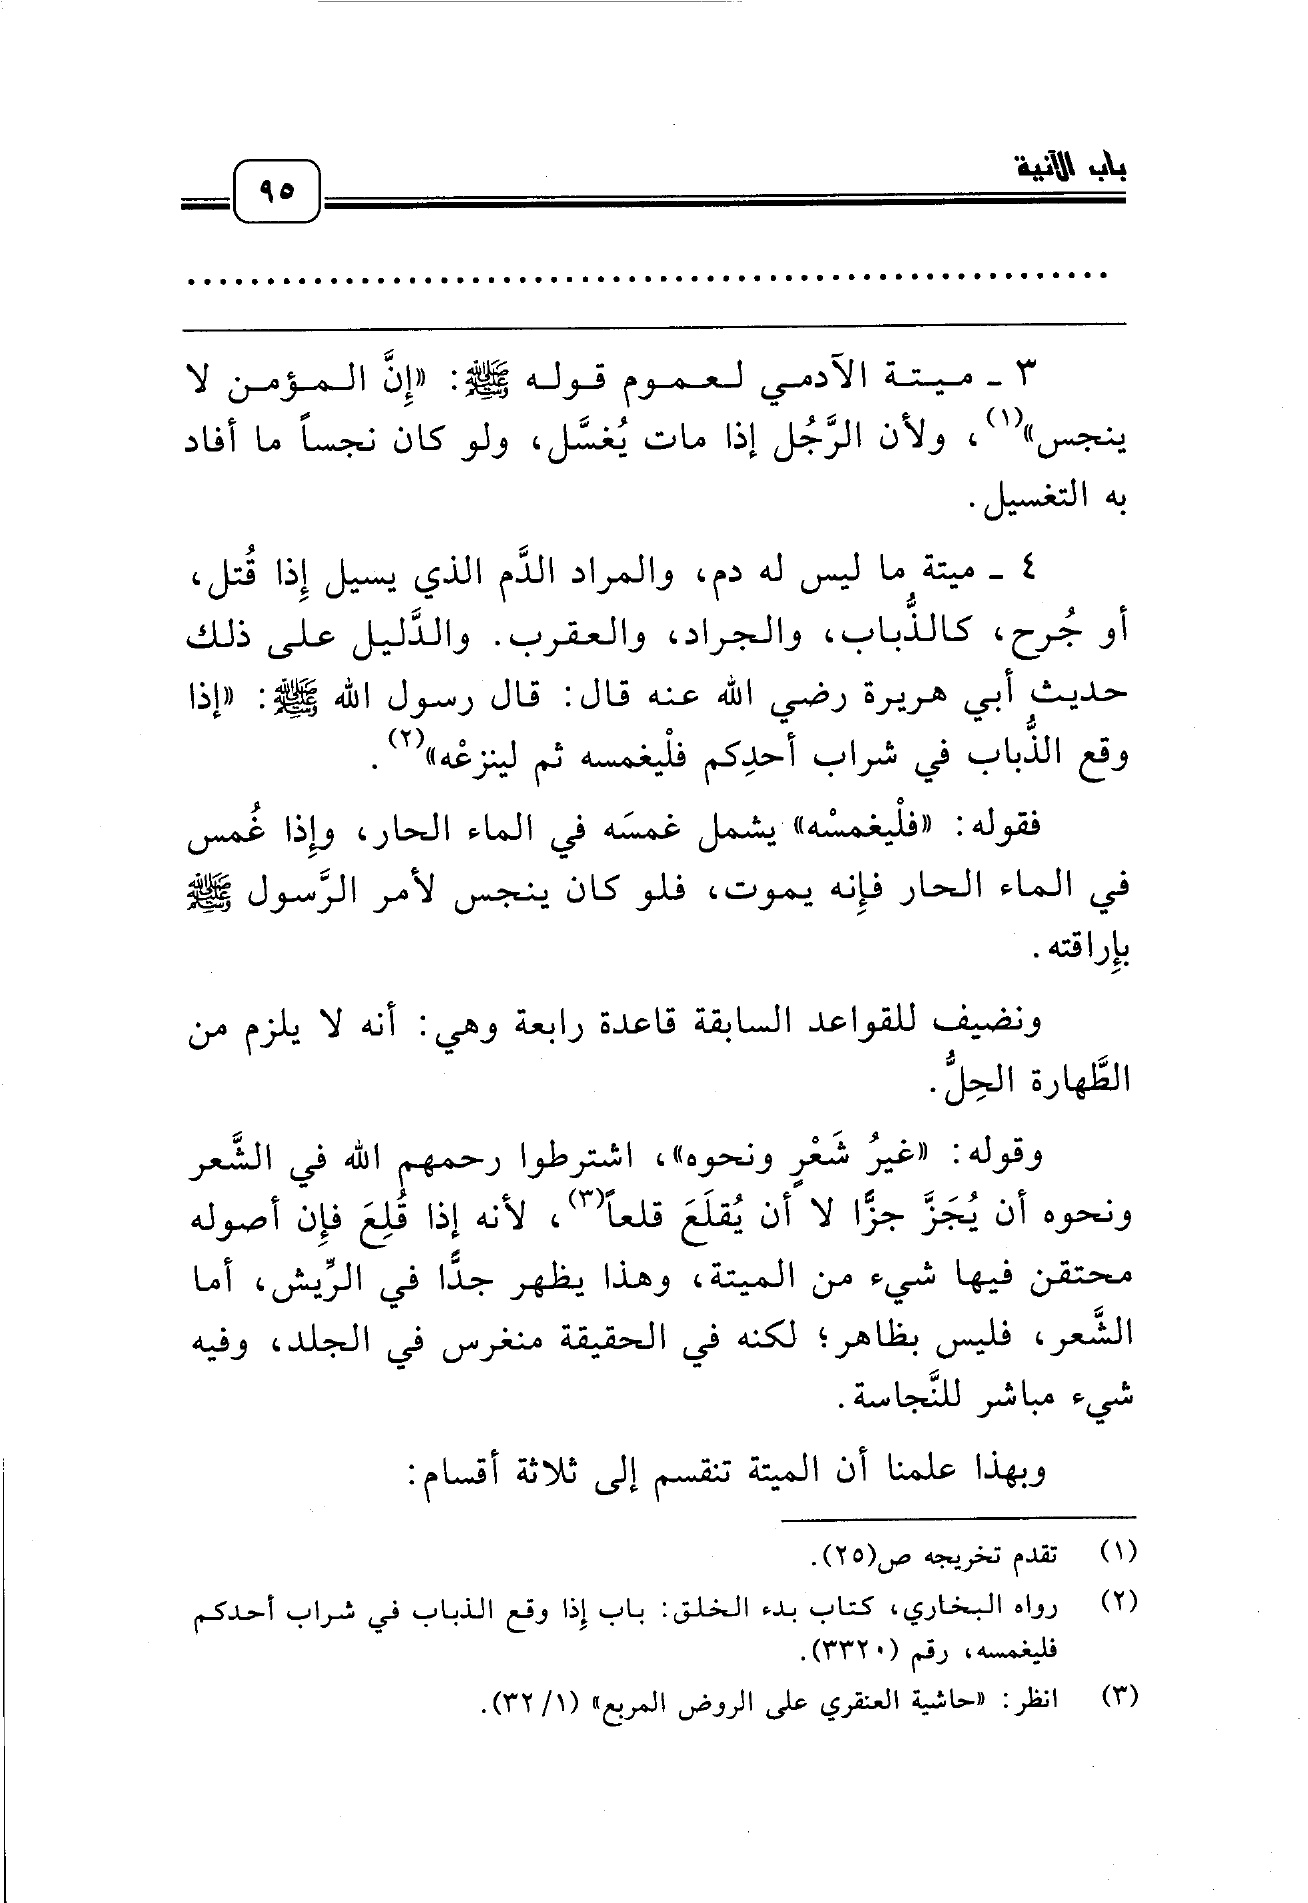 باب الآنية
٩٥
................................................................
٣ ـ ميتة الآدمي لعموم قوله ﷺ: «إِنَّ المؤمن لا
ينجس»(١)، ولأن الرَّجُل إذا مات يُغسَّل، ولو كان نجساً ما أفاد
به التغسيل.
٤ ـ ميتة ما ليس له دم، والمراد الدَّم الذي يسيل إِذا قُتل،
أو جُرح، كالذُّباب، والجراد، والعقرب. والدَّليل على ذلك
حديث أبي هريرة رضي الله عنه قال: قال رسول الله ﷺ: «إذا
وقع الذُّباب في شراب أحدِكم فلْيغمسه ثم لينزعْه»(٢).
فقوله: «فلْيغمسْه» يشمل غمسَه في الماء الحار، وإِذا غُمس
في الماء الحار فإِنه يموت، فلو كان ينجس لأمر الرَّسول ﷺ
بإِراقته.
ونضيف للقواعد السابقة قاعدة رابعة وهي: أنه لا يلزم من
الطَّهارة الحِلُّ.
وقوله: «غيرُ شَعْرٍ ونحوه»، اشترطوا رحمهم الله في الشَّعر
ونحوه أن يُجَزَّ جزًّا لا أن يُقلَعَ قلعاً(٣)، لأنه إذا قُلِعَ فإِن أصوله
محتقن فيها شيء من الميتة، وهذا يظهر جدًّا في الرِّيش، أما
الشَّعر، فليس بظاهر؛ لكنه في الحقيقة منغرس في الجلد، وفيه
شيء مباشر للنَّجاسة.
وبهذا علمنا أن الميتة تنقسم إلى ثلاثة أقسام:
(١) تقدم تخريجه ص(٢٥).
(٢) رواه البخاري، كتاب بدء الخلق: باب إِذا وقع الذباب في شراب أحدكم
فليغمسه، رقم (٣٣٢٠).
(٣) انظر: «حاشية العنقري على الروض المربع» (١/ ٣٢).